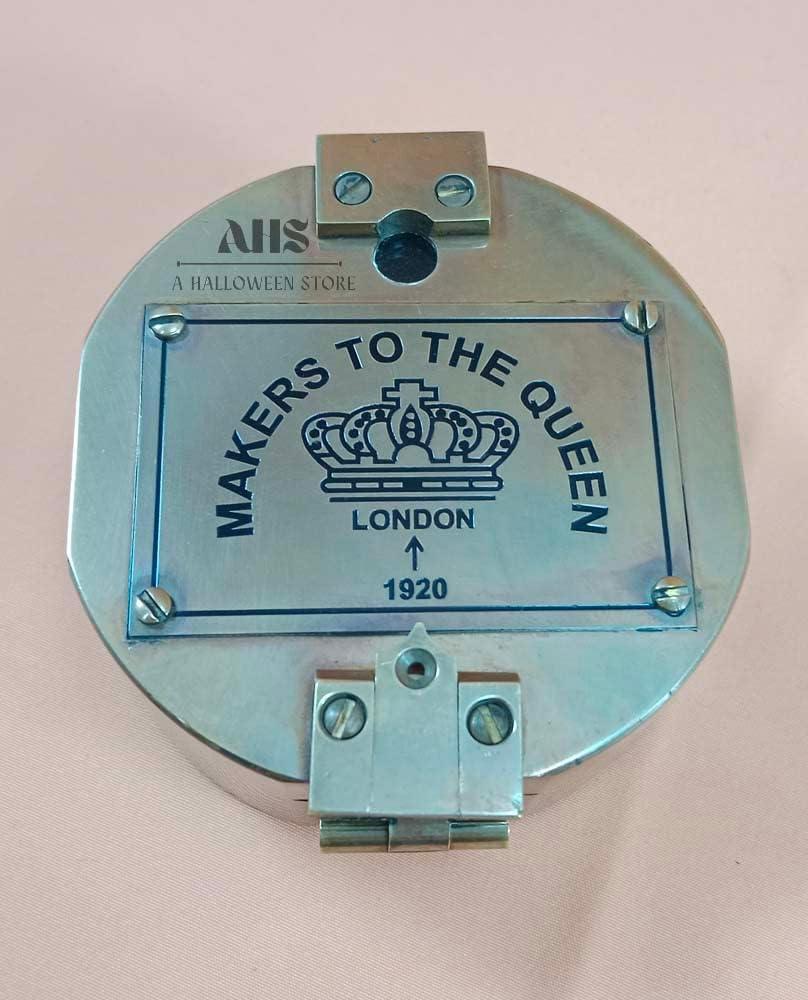 AHS
A HALLOWEEN STORE
MAKERS TO THE QUEEN
LONDON
1920